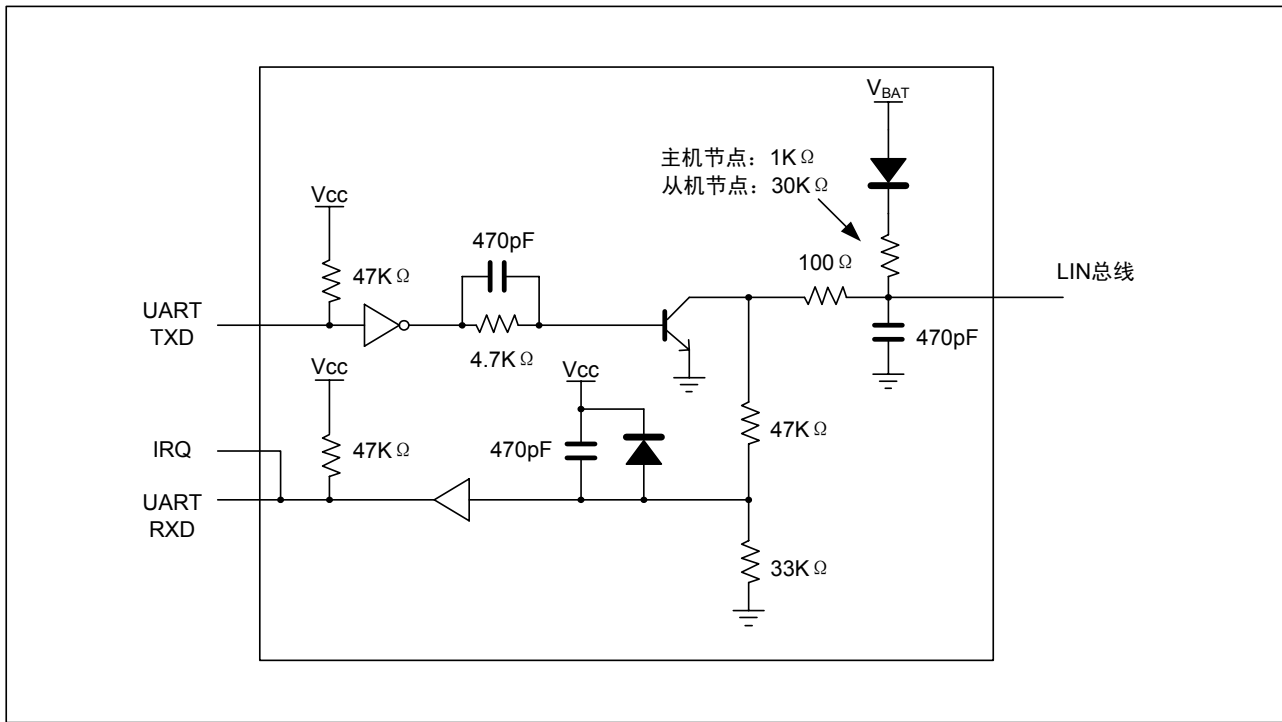 V_BAT
主机节点：1KΩ
从机节点：30KΩ
Vcc
470pF
47KΩ
100Ω
LIN总线
UART
TXD
4.7KΩ
470pF
Vcc
Vcc
47KΩ
IRQ
47KΩ
470pF
UART
RXD
33KΩ